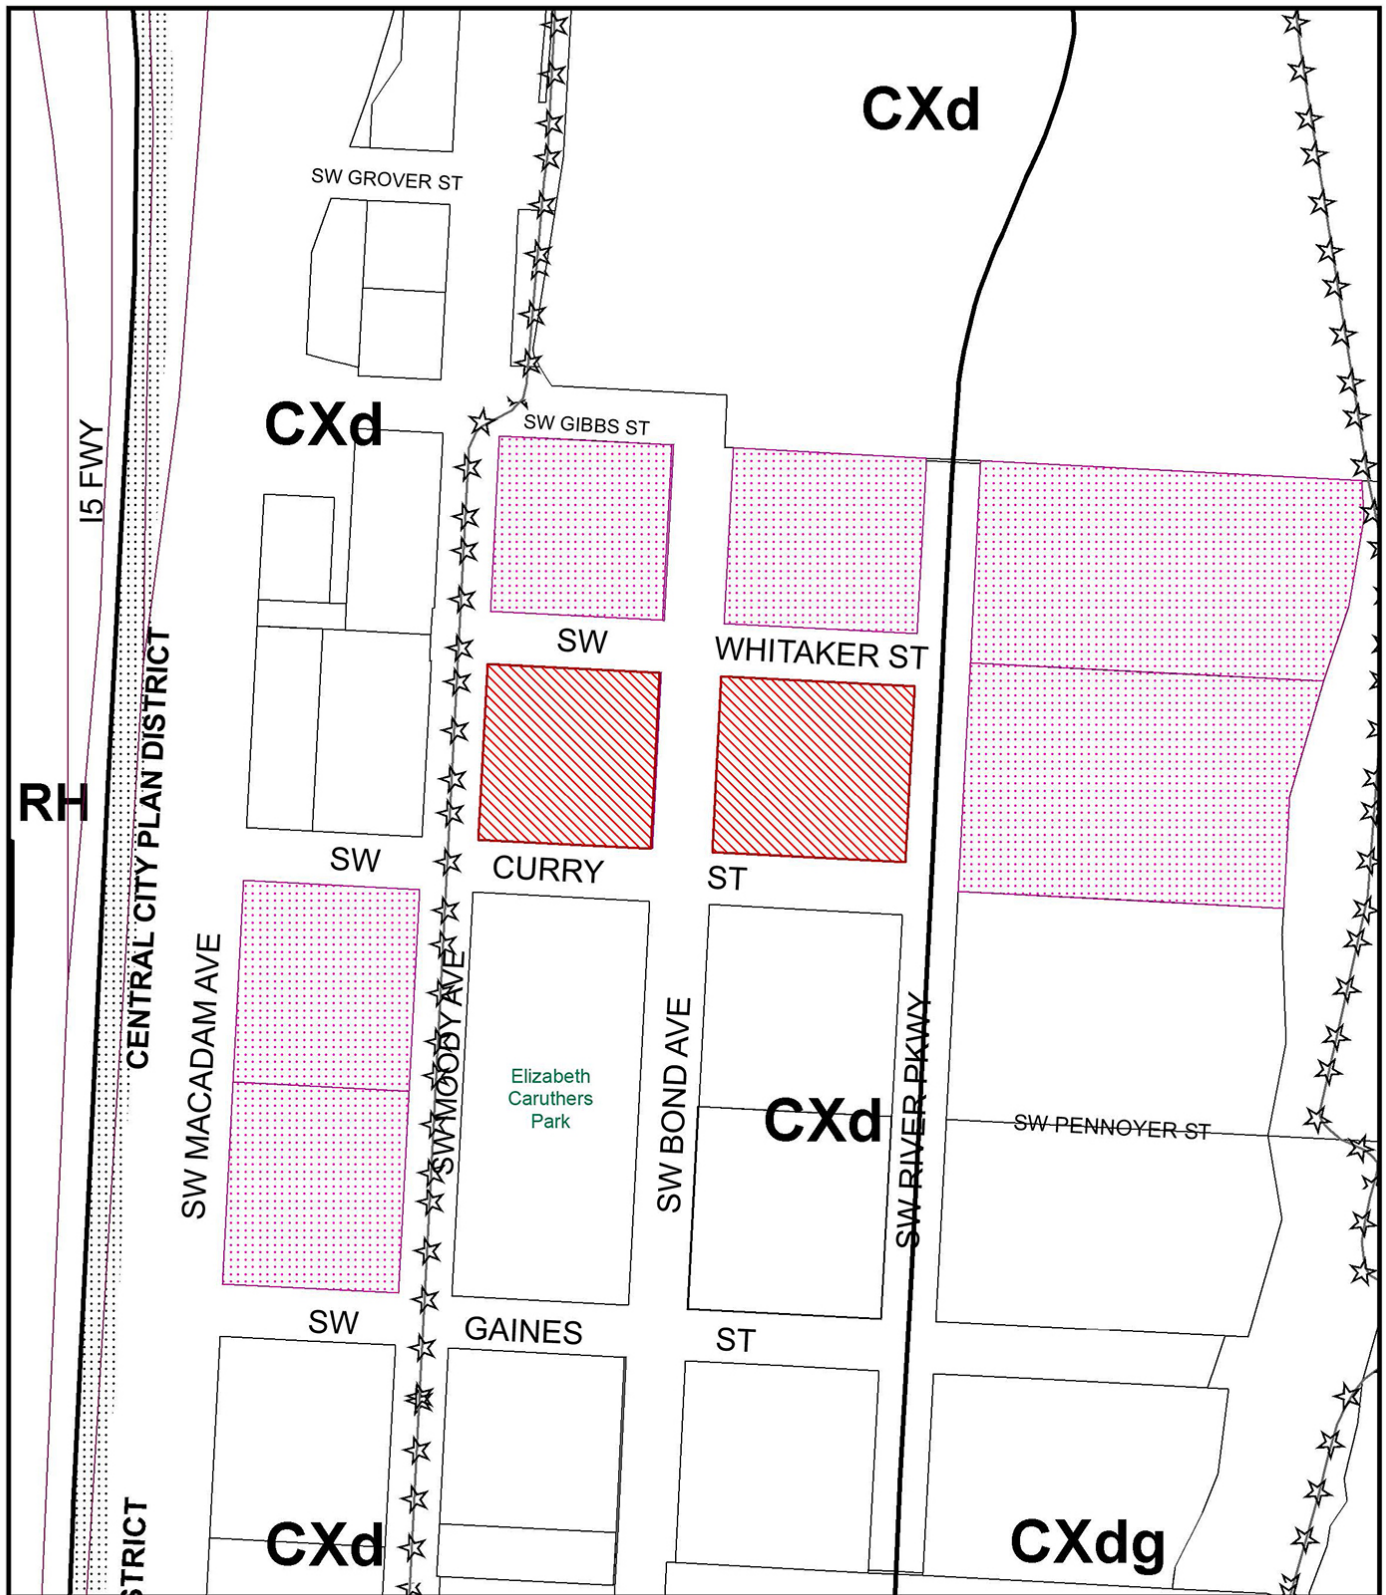 CXd
SW GROVER ST
CXd
SW GIBBS ST
I5 FWY
SW WHITAKER ST
CENTRAL CITY PLAN DISTRICT
RH
SW CURRY ST
SW MACADAM AVE
SW MOODY AVE
Elizabeth
Caruthers
Park
SW BOND AVE
CXd
SW RIVER PKWY
SW PENNOYER ST
SW GAINES ST
STRICT
CXd
CXdg